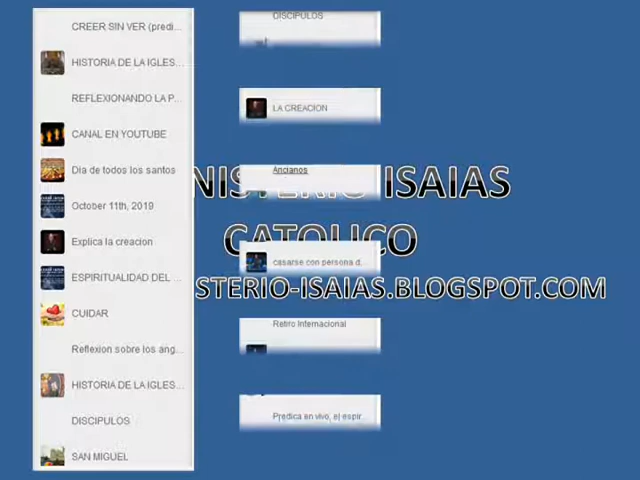 CREER SIN VER (predi...
HISTORIA DE LA IGLES...
REFLEXIONANDO LA P...
CANAL EN YOUTUBE
Dia de todos los santos
October 11th, 2019
Explica la creacion
ESPIRITUALIDAD DEL ...
CUIDAR
Reflexion sobre los ang...
HISTORIA DE LA IGLES...
DISCIPULOS
SAN MIGUEL
DISCIPULOS
LA CREACION
Ancianos
casarse con persona d...
Retiro Internacional
Predica en vivo, el espir...
NISTERIO ISAIAS
CATOLICO
STERIO-ISAIAS.BLOGSPOT.COM